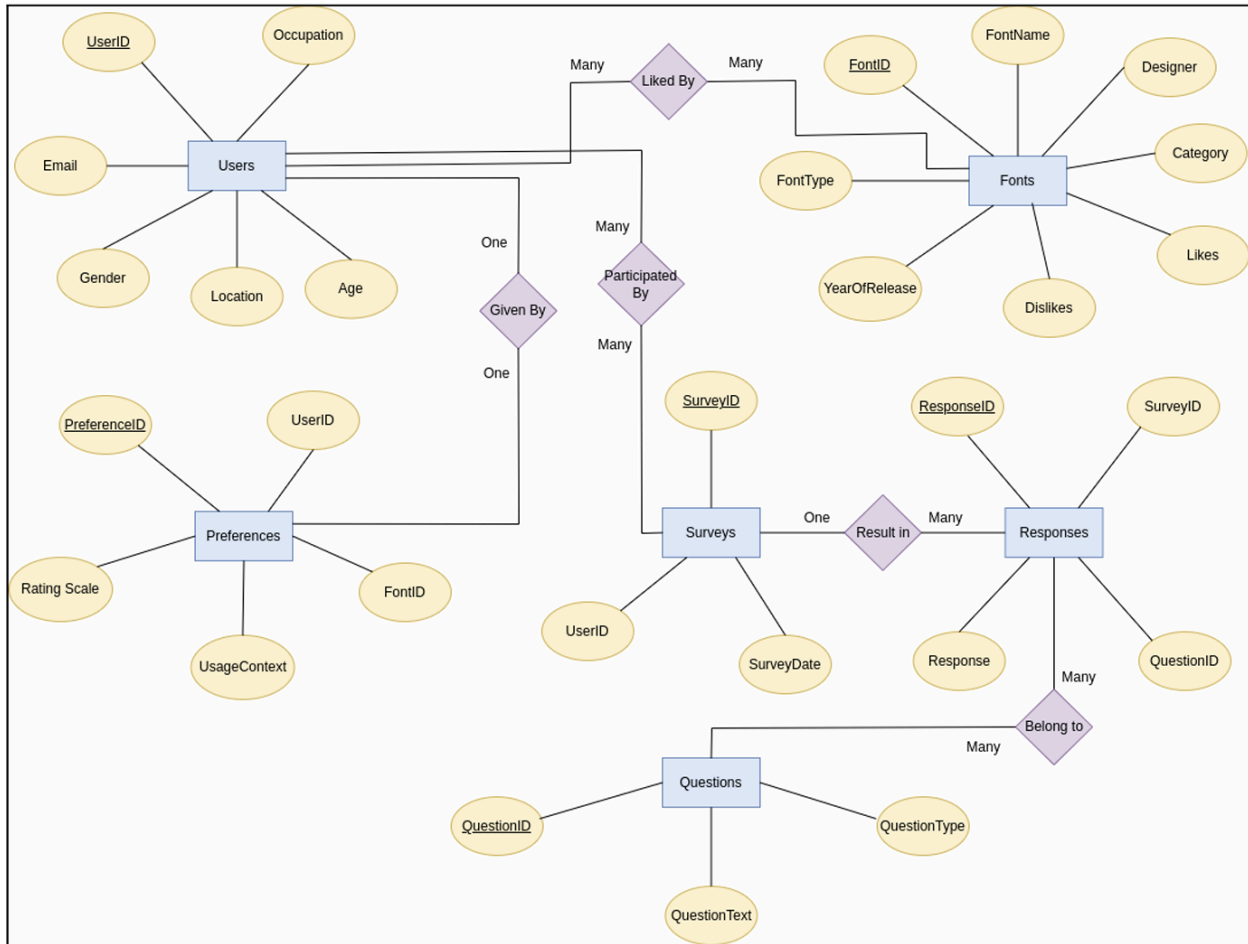 UserID
Occupation
Many
Liked By
Many
FontID
FontName
Designer
Email
Users
Category
FontType
Fonts
Gender
Location
Age
One
Given By
One
Many
Participated
By
Many
YearOfRelease
Dislikes
Likes
PreferenceID
UserID
Preferences
Rating Scale
UsageContext
FontID
SurveyID
Surveys
UserID
SurveyDate
One
Result in
Many
ResponseID
SurveyID
Responses
Response
QuestionID
Many
Belong to
Many
Questions
QuestionID
QuestionText
QuestionType